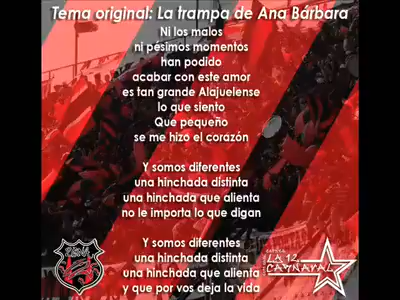 Tema original: La trampa de Ana Bárbara
Ni los malos
ni pésimos momentos
han podido
acabar con este amor
es tan grande Alajuelense
lo que siento
Que pequeño
se me hizo el corazón
Y somos diferentes
una hinchada distinta
una hinchada que alienta
no le importa lo que digan
Y somos diferentes
una hinchada distinta
una hinchada que alienta
y que por vos deja la vida
LA 12
CARNAVAL